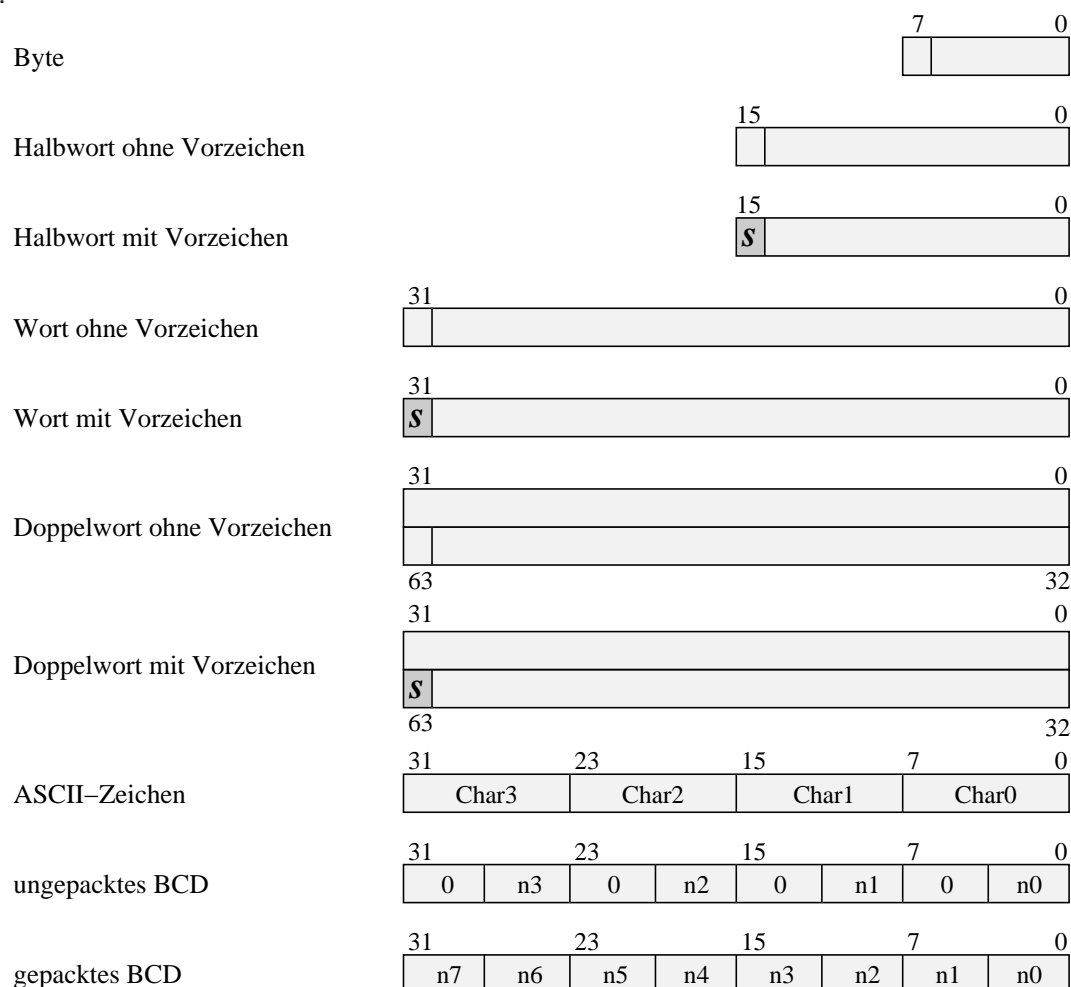 .
7 0
Byte
15 0
Halbwort ohne Vorzeichen
15 0
Halbwort mit Vorzeichen s
31 0
Wort ohne Vorzeichen
31 0
Wort mit Vorzeichen s
31 0
Doppelwort ohne Vorzeichen
63 32
31 0
Doppelwort mit Vorzeichen
s
63 32
31 23 15 7 0
ASCII–Zeichen Char3 Char2 Char1 Char0
31 23 15 7 0
ungepacktes BCD 0 n3 0 n2 0 n1 0 n0
31 23 15 7 0
gepacktes BCD n7 n6 n5 n4 n3 n2 n1 n0